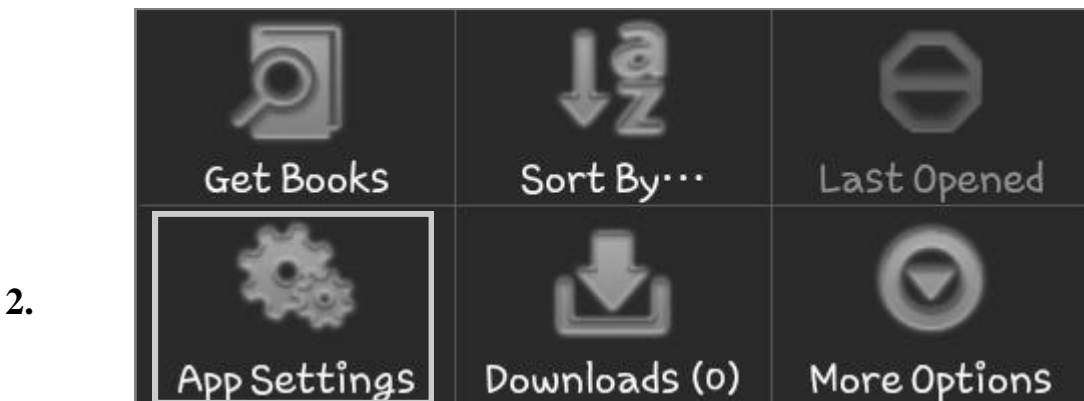 Get Books Sort By... Last Opened
2.
App Settings Downloads (0) More Options